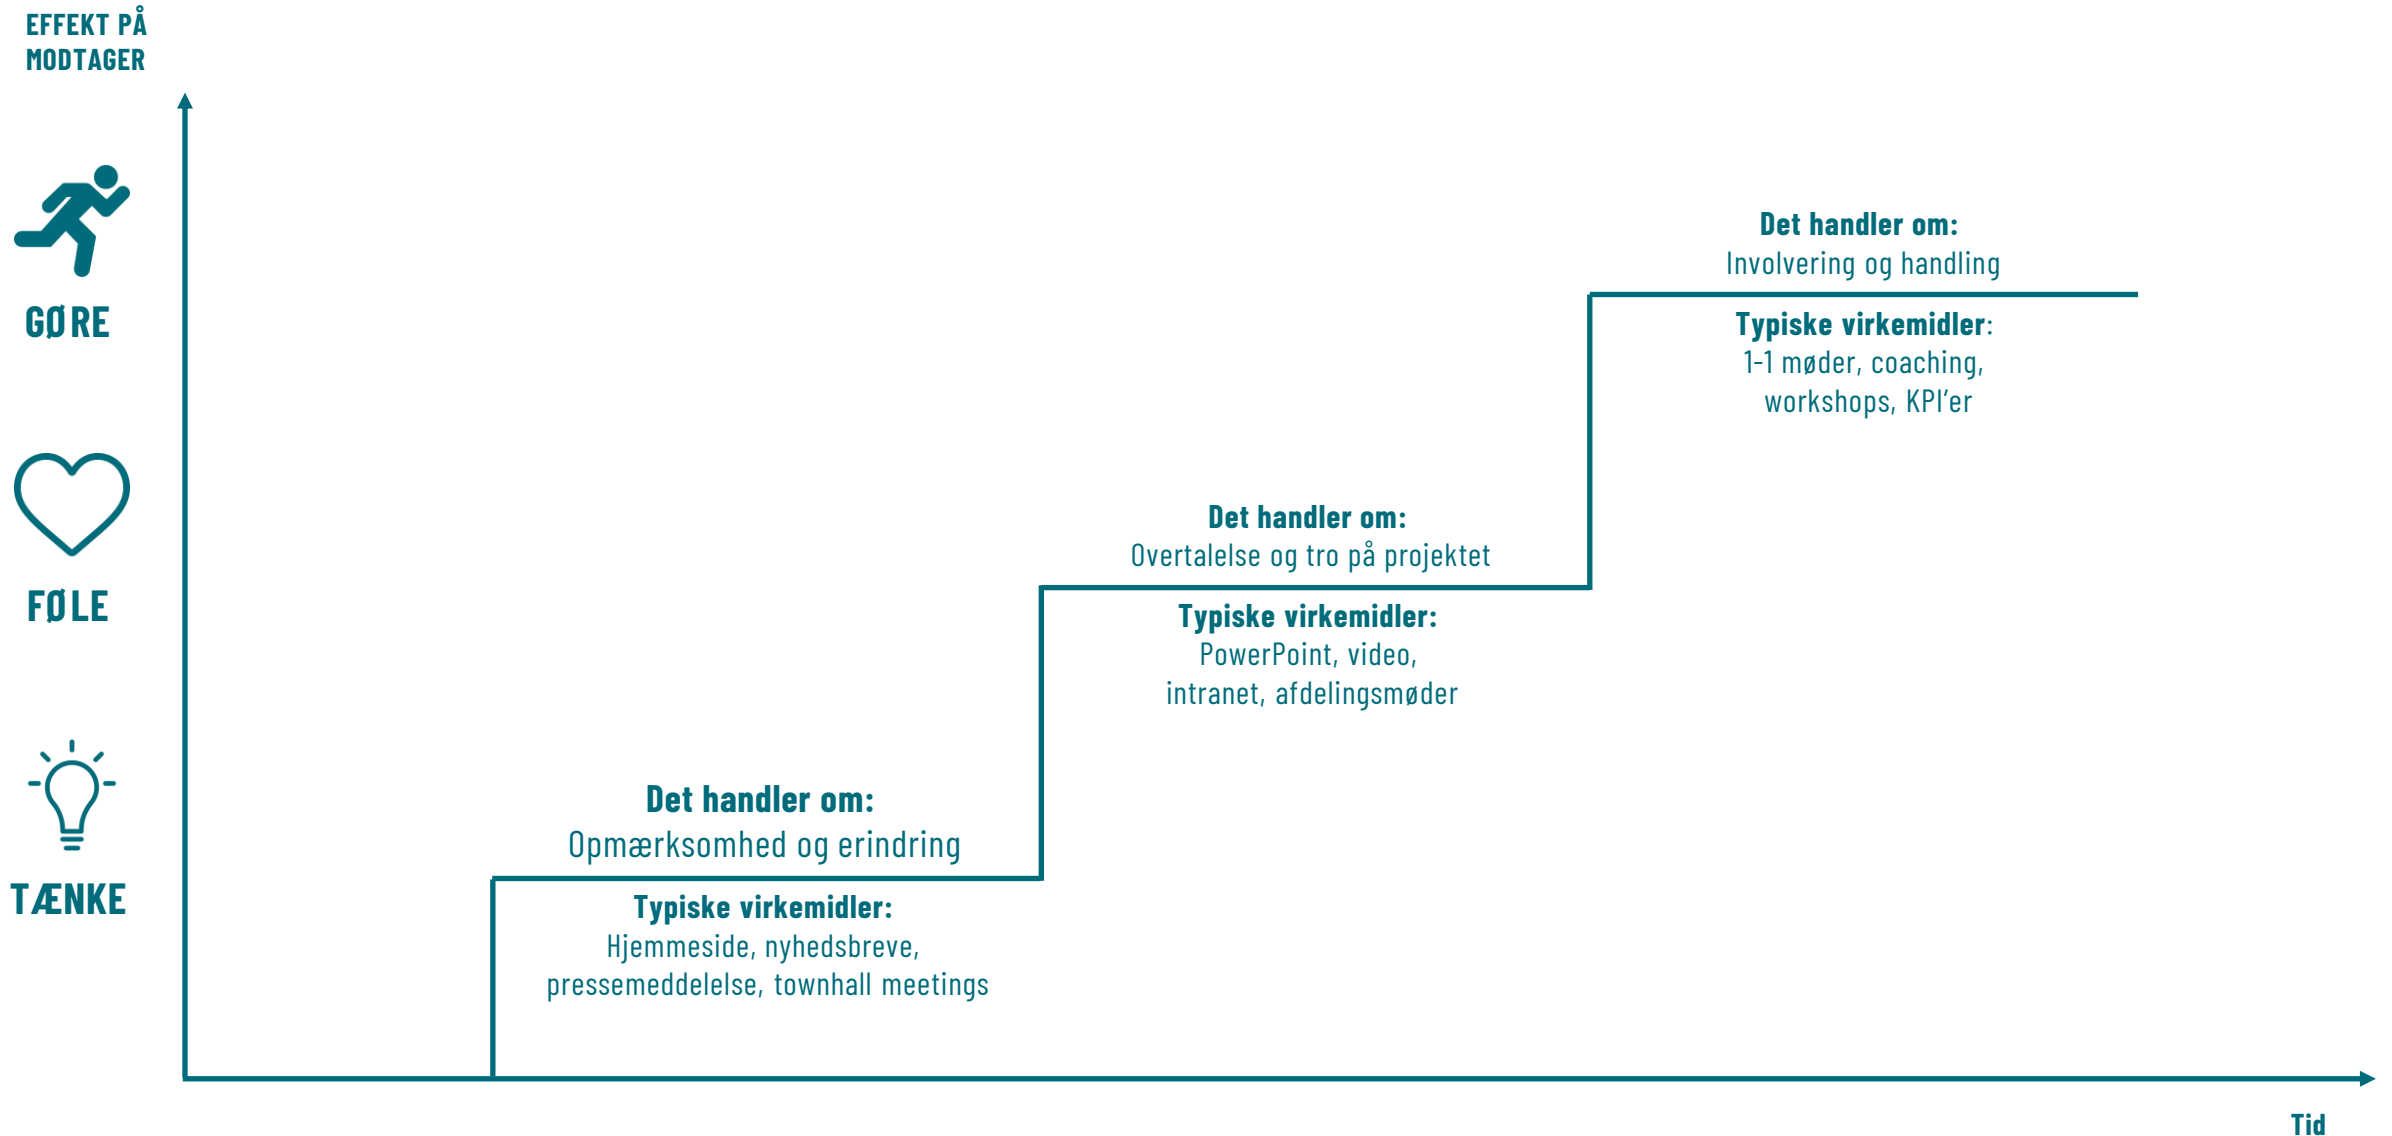 EFFEKT PÅ
MODTAGER
GØRE
Det handler om:
Involvering og handling
Typiske virkemidler:
1-1 møder, coaching,
workshops, KPI’er
FØLE
Det handler om:
Overtalelse og tro på projektet
Typiske virkemidler:
PowerPoint, video,
intranet, afdelingsmøder
TÆNKE
Det handler om:
Opmærksomhed og erindring
Typiske virkemidler:
Hjemmeside, nyhedsbreve,
pressemeddelelse, townhall meetings
Tid